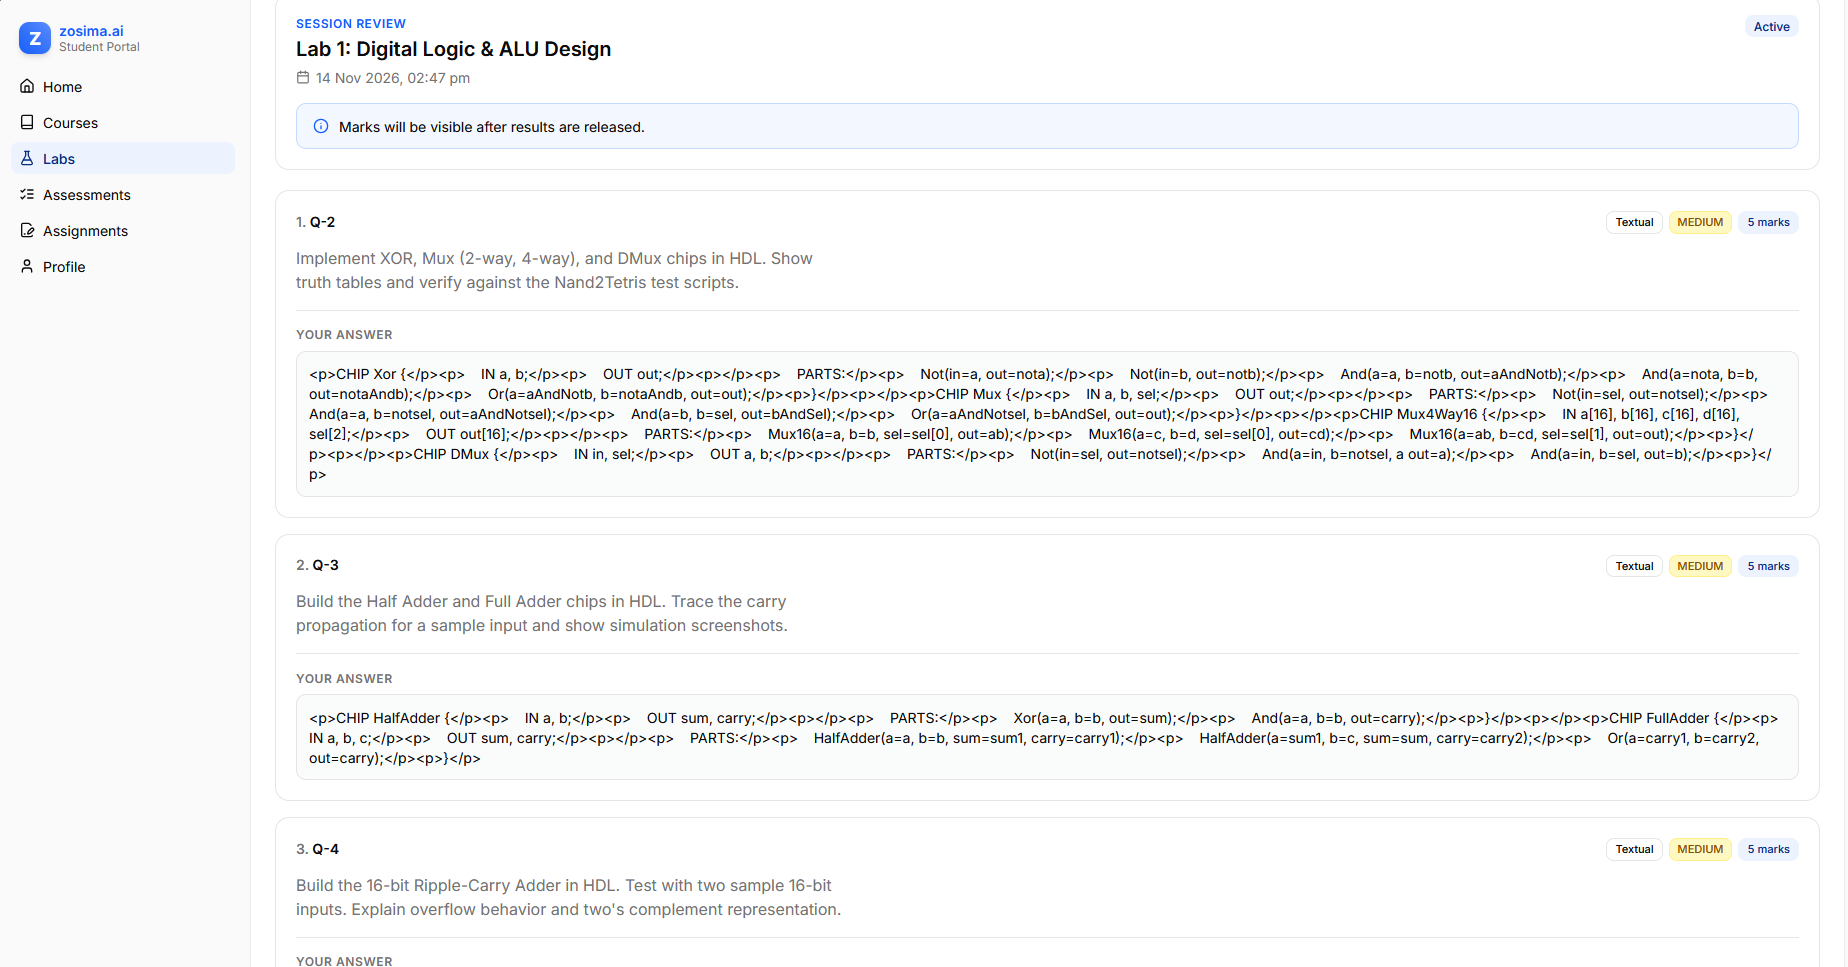 Z
zosima.ai
Student Portal
Home
Courses
Labs
Assessments
Assignments
Profile
SESSION REVIEW
Active
Lab 1: Digital Logic & ALU Design
14 Nov 2026, 02:47 pm
Marks will be visible after results are released.
1. Q-2
Textual MEDIUM 5 marks
Implement XOR, Mux (2-way, 4-way), and DMux chips in HDL. Show
truth tables and verify against the Nand2Tetris test scripts.
YOUR ANSWER
<p>CHIP Xor {</p><p>    IN a, b;</p><p>    OUT out;</p><p></p><p>    PARTS:</p><p>    Not(in=a, out=nota);</p><p>    Not(in=b, out=notb);</p><p>    And(a=a, b=notb, out=aAndNotb);</p><p>    And(a=nota, b=b,
out=notaAndb);</p><p>    Or(a=aAndNotb, b=notaAndb, out=out);</p><p>}</p><p></p><p>CHIP Mux {</p><p>    IN a, b, sel;</p><p>    OUT out;</p><p></p><p>    PARTS:</p><p>    Not(in=sel, out=notsel);</p><p>
And(a=a, b=notsel, out=aAndNotsel);</p><p>    And(a=b, b=sel, out=bAndSel);</p><p>    Or(a=aAndNotsel, b=bAndSel, out=out);</p><p>}</p><p></p><p>CHIP Mux4Way16 {</p><p>    IN a[16], b[16], c[16], d[16],
sel[2];</p><p>    OUT out[16];</p><p></p><p>    PARTS:</p><p>    Mux16(a=a, b=b, sel=sel[0], out=ab);</p><p>    Mux16(a=c, b=d, sel=sel[0], out=cd);</p><p>    Mux16(a=ab, b=cd, sel=sel[1], out=out);</p><p>}</
p><p></p><p>CHIP DMux {</p><p>    IN in, sel;</p><p>    OUT a, b;</p><p></p><p>    PARTS:</p><p>    Not(in=sel, out=notsel);</p><p>    And(a=in, b=notsel, a out=a);</p><p>    And(a=in, b=sel, out=b);</p><p>}</
p>
2. Q-3
Textual MEDIUM 5 marks
Build the Half Adder and Full Adder chips in HDL. Trace the carry
propagation for a sample input and show simulation screenshots.
YOUR ANSWER
<p>CHIP HalfAdder {</p><p>    IN a, b;</p><p>    OUT sum, carry;</p><p></p><p>    PARTS:</p><p>    Xor(a=a, b=b, out=sum);</p><p>    And(a=a, b=b, out=carry);</p><p>}</p><p></p><p>CHIP FullAdder {</p><p>
IN a, b, c;</p><p>    OUT sum, carry;</p><p></p><p>    PARTS:</p><p>    HalfAdder(a=a, b=b, sum=sum1, carry=carry1);</p><p>    HalfAdder(a=sum1, b=c, sum=sum, carry=carry2);</p><p>    Or(a=carry1, b=carry2,
out=carry);</p><p>}</p>
3. Q-4
Textual MEDIUM 5 marks
Build the 16-bit Ripple-Carry Adder in HDL. Test with two sample 16-bit
inputs. Explain overflow behavior and two's complement representation.
YOUR ANSWER